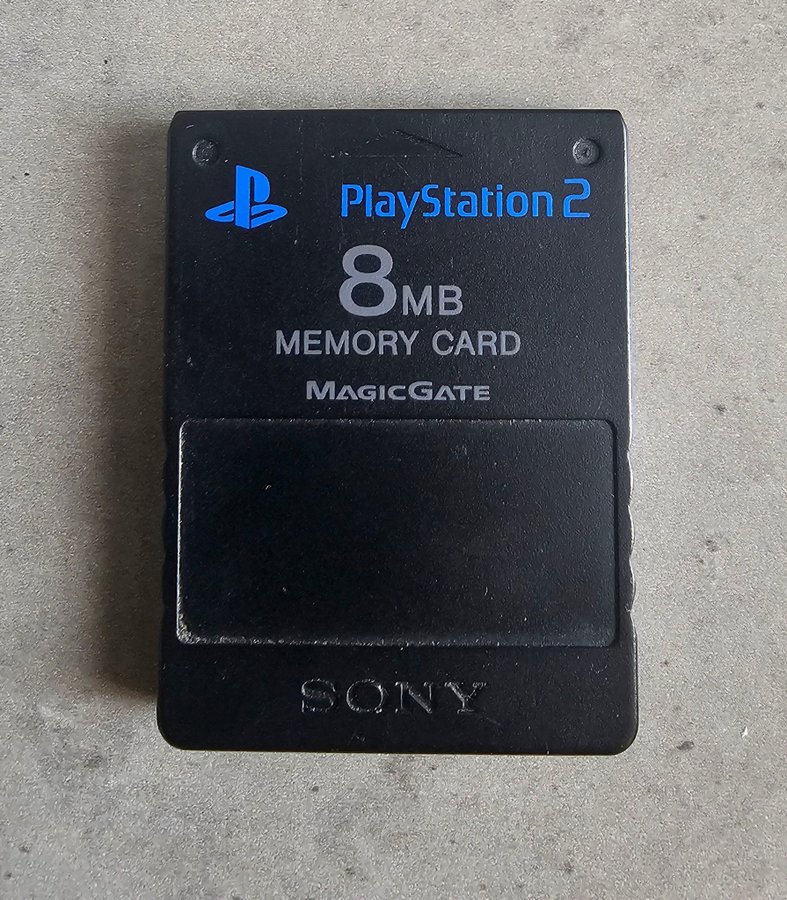 PlayStation 2
8MB
MEMORY CARD
MAGICGATE
SONY